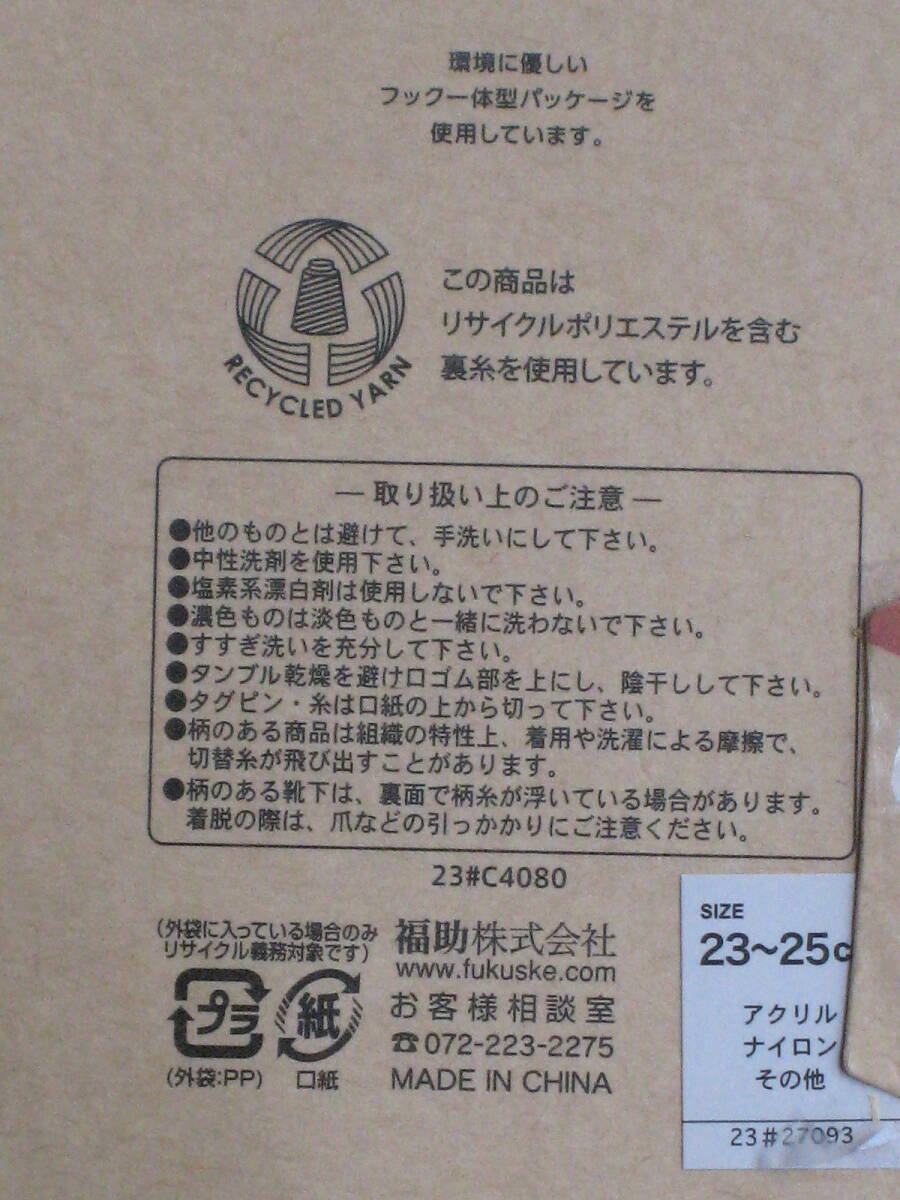 環境に優しい
フック一体型パッケージを
使用しています。
RECYCLED YARN
この商品は
リサイクルポリエステルを含む
裏糸を使用しています。
― 取り扱い上のご注意 ―
●他のものとは避けて、手洗いにして下さい。
●中性洗剤を使用下さい。
●塩素系漂白剤は使用しないで下さい。
●濃色ものは淡色ものと一緒に洗わないで下さい。
●すすぎ洗いを充分して下さい。
●タンブル乾燥を避け口ゴム部を上にし、陰干しして下さい。
●タグピン・糸は口紙の上から切って下さい。
●柄のある商品は組織の特性上、着用や洗濯による摩擦で、
切替糸が飛び出すことがあります。
●柄のある靴下は、裏面で柄糸が浮いている場合があります。
着脱の際は、爪などの引っかかりにご注意ください。
23#C4080
(外袋に入っている場合のみ
リサイクル義務対象です)
プラ
紙
(外袋:PP)
口紙
福助株式会社
www.fukuske.com
お客様相談室
☎072-223-2275
MADE IN CHINA
SIZE
23~25c
アクリル
ナイロン
その他
23#27093